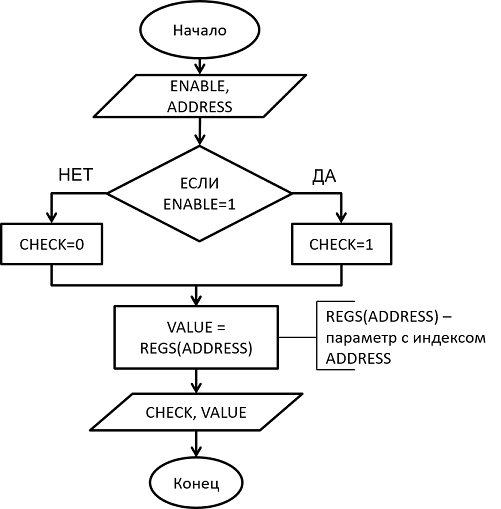 Начало
ENABLE,
ADDRESS
НЕТ
ЕСЛИ
ENABLE=1
ДА
CHECK=0
CHECK=1
VALUE =
REGS(ADDRESS)
REGS(ADDRESS) –
параметр с индексом
ADDRESS
CHECK, VALUE
Конец